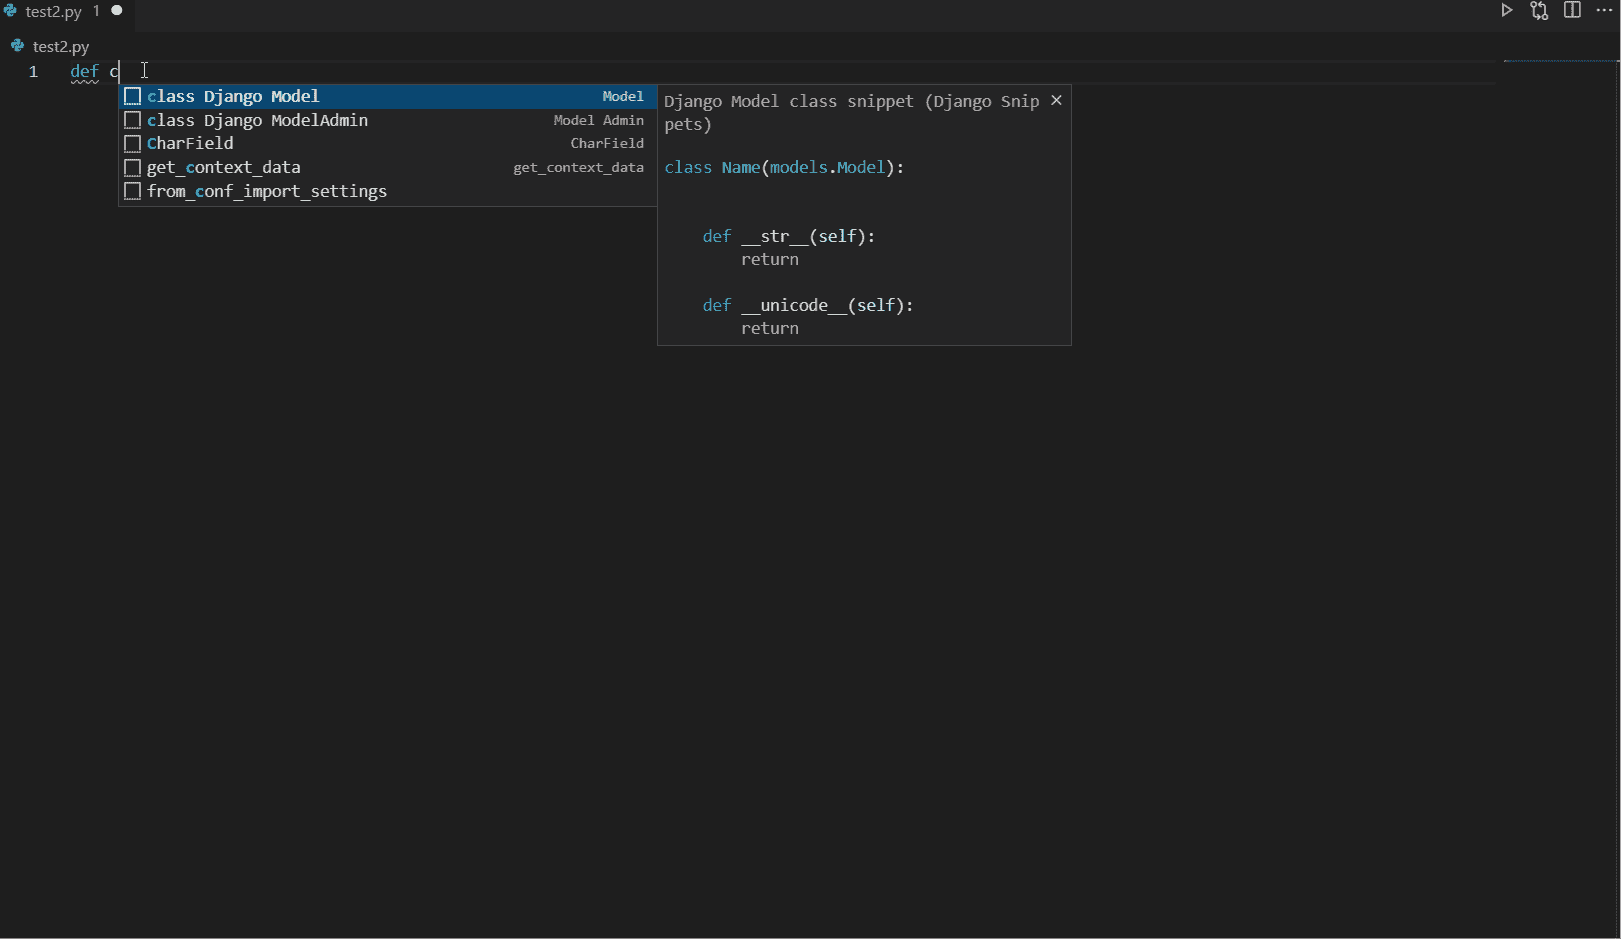 test2.py 1
test2.py
1 def c
class Django Model Model
class Django ModelAdmin Model Admin
CharField CharField
get_context_data get_context_data
from_conf_import_settings
Django Model class snippet (Django Snip
pets)
class Name(models.Model):
def __str__(self):
return
def __unicode__(self):
return